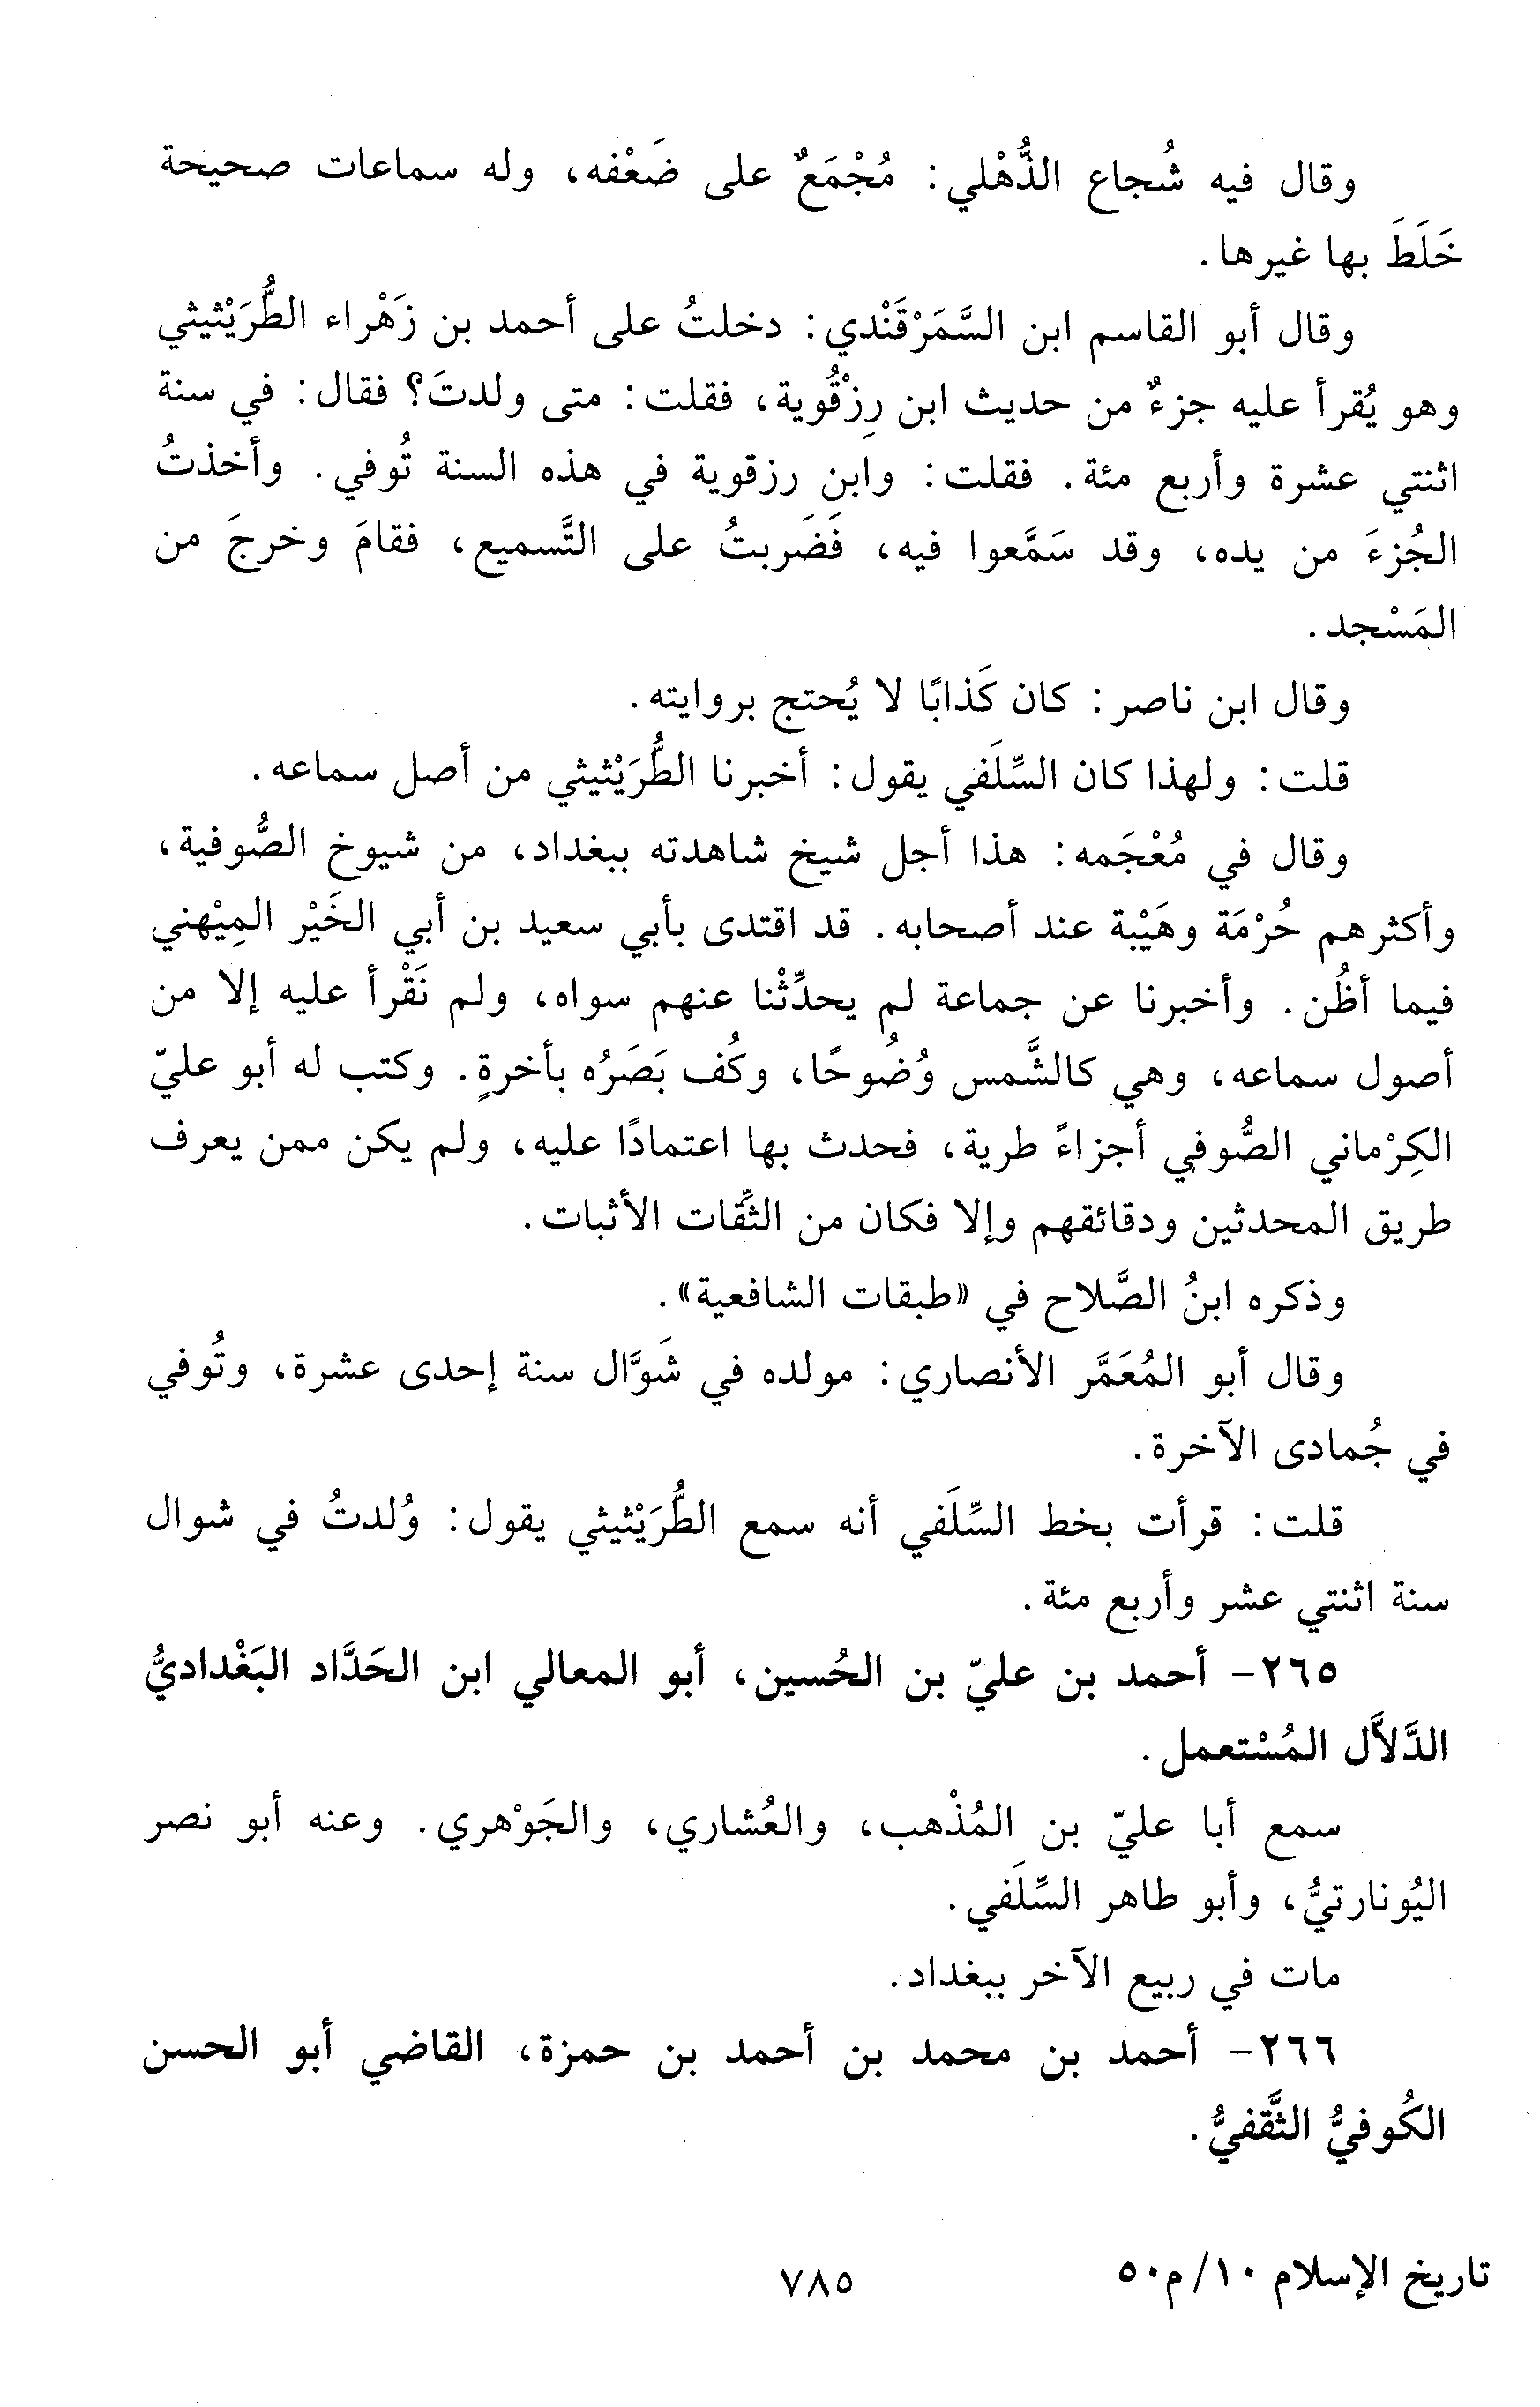 وقال فيه شُجاع الذُّهْلي: مُجْمَعٌ على ضَعْفه، وله سماعات صحيحة
خَلَطَ بها غيرها.
وقال أبو القاسم ابن السَّمَرْقَنْدي: دخلتُ على أحمد بن زَهْراء الطُّرَيْثيثي
وهو يُقرأ عليه جزءٌ من حديث ابن رِزْقُوية، فقلت: متى ولدتَ؟ فقال: في سنة
اثنتي عشرة وأربع مئة. فقلت: وابن رزقوية في هذه السنة تُوفي. وأخذتُ
الجُزءَ من يده، وقد سَمَّعوا فيه، فَضَربتُ على التَّسميع، فقامَ وخرجَ من
المَسْجد.
وقال ابن ناصر: كان كَذابًا لا يُحتج بروايته.
قلت: ولهذا كان السِّلَفي يقول: أخبرنا الطُّرَيْثيثي من أصل سماعه.
وقال في مُعْجَمه: هذا أجل شيخ شاهدته ببغداد، من شيوخ الصُّوفية،
وأكثرهم حُرْمَة وهَيْبة عند أصحابه. قد اقتدى بأبي سعيد بن أبي الخَيْر المِيْهني
فيما أظُن. وأخبرنا عن جماعة لم يحدِّثْنا عنهم سواه، ولم نَقْرأ عليه إلا من
أصول سماعه، وهي كالشَّمس وُضُوحًا، وكُف بَصَرُه بأخرةٍ. وكتب له أبو عليّ
الكِرْماني الصُّوفي أجزاءً طرية، فحدث بها اعتمادًا عليه، ولم يكن ممن يعرف
طريق المحدثين ودقائقهم وإلا فكان من الثِّقات الأثبات.
وذكره ابنُ الصَّلاح في «طبقات الشافعية».
وقال أبو المُعَمَّر الأنصاري: مولده في شَوَّال سنة إحدى عشرة، وتُوفي
في جُمادى الآخرة.
قلت: قرأت بخط السِّلَفي أنه سمع الطُّرَيْثيثي يقول: وُلدتُ في شوال
سنة اثنتي عشر وأربع مئة.
٢٦٥- أحمد بن عليّ بن الحُسين، أبو المعالي ابن الحَدَّاد البَغْداديُّ
الدَّلاَّل المُسْتعمل.
سمع أبا عليّ بن المُذْهب، والعُشاري، والجَوْهري. وعنه أبو نصر
اليُونارتيُّ، وأبو طاهر السِّلَفي.
مات في ربيع الآخر ببغداد.
٢٦٦- أحمد بن محمد بن أحمد بن حمزة، القاضي أبو الحسن
الكُوفيُّ الثَّقفيُّ.
تاريخ الإسلام ١٠/ م٥٠
٧٨٥